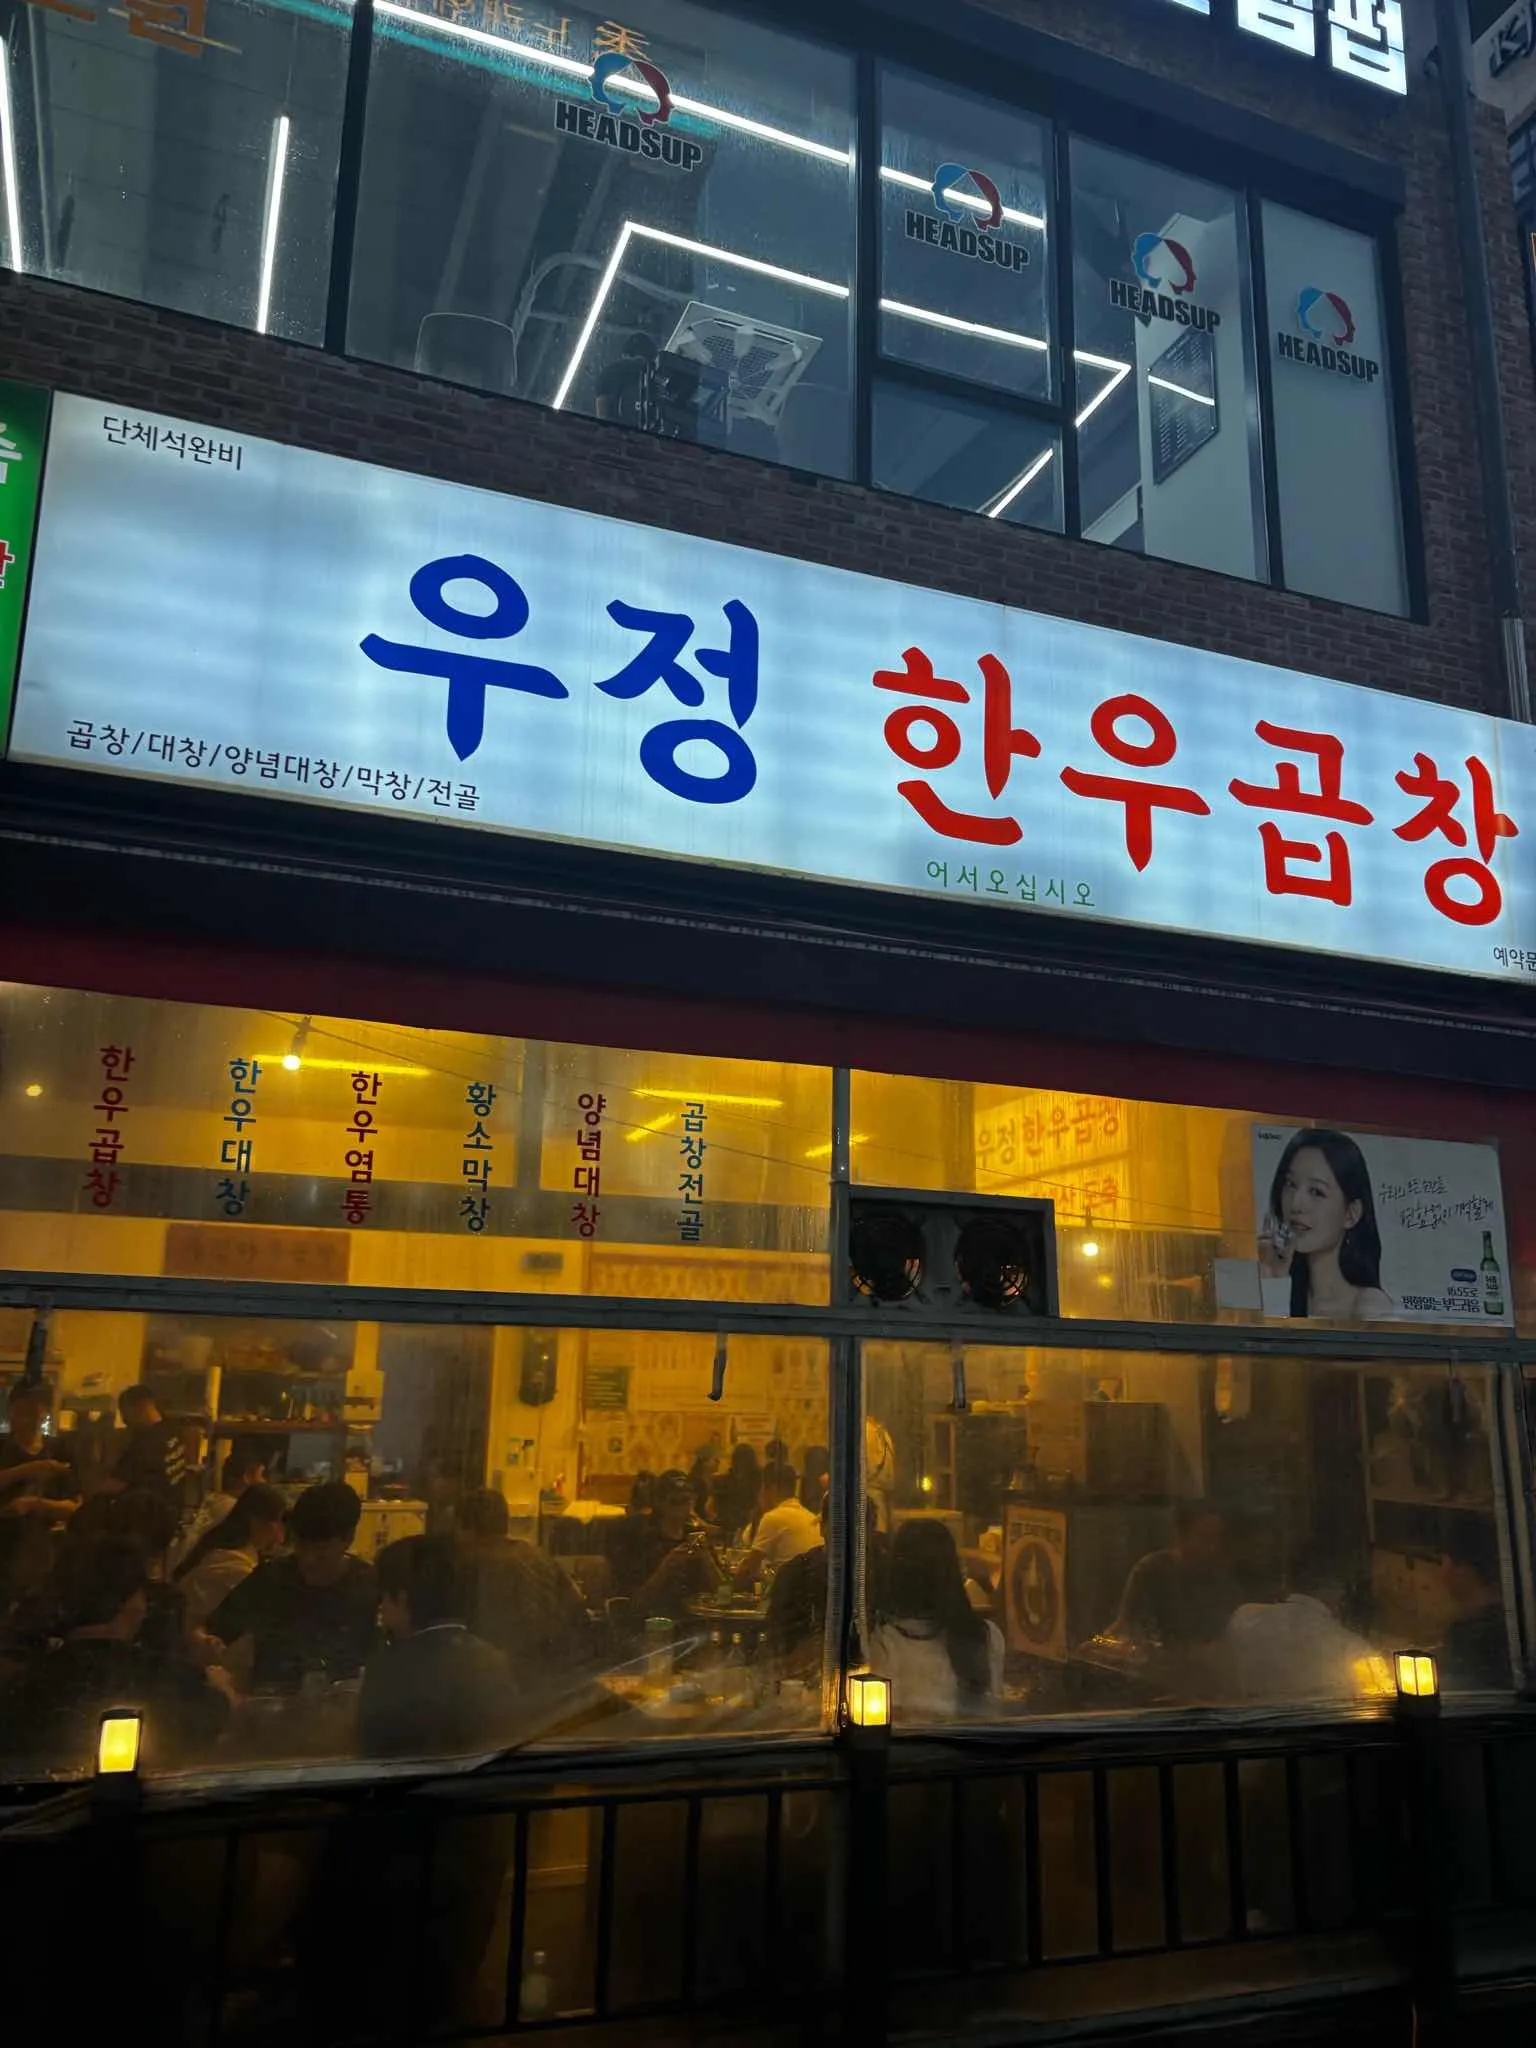 HEADSUP
HEADSUP
HEADSUP
HEADSUP
단체석완비
우정 한우곱창
곱창/대창/양념대창/막창/전골
어서오십시오
예약문
한우곱창
한우대창
한우염통
황소막창
양념대창
곱창전골
우정한우곱창
16.5도